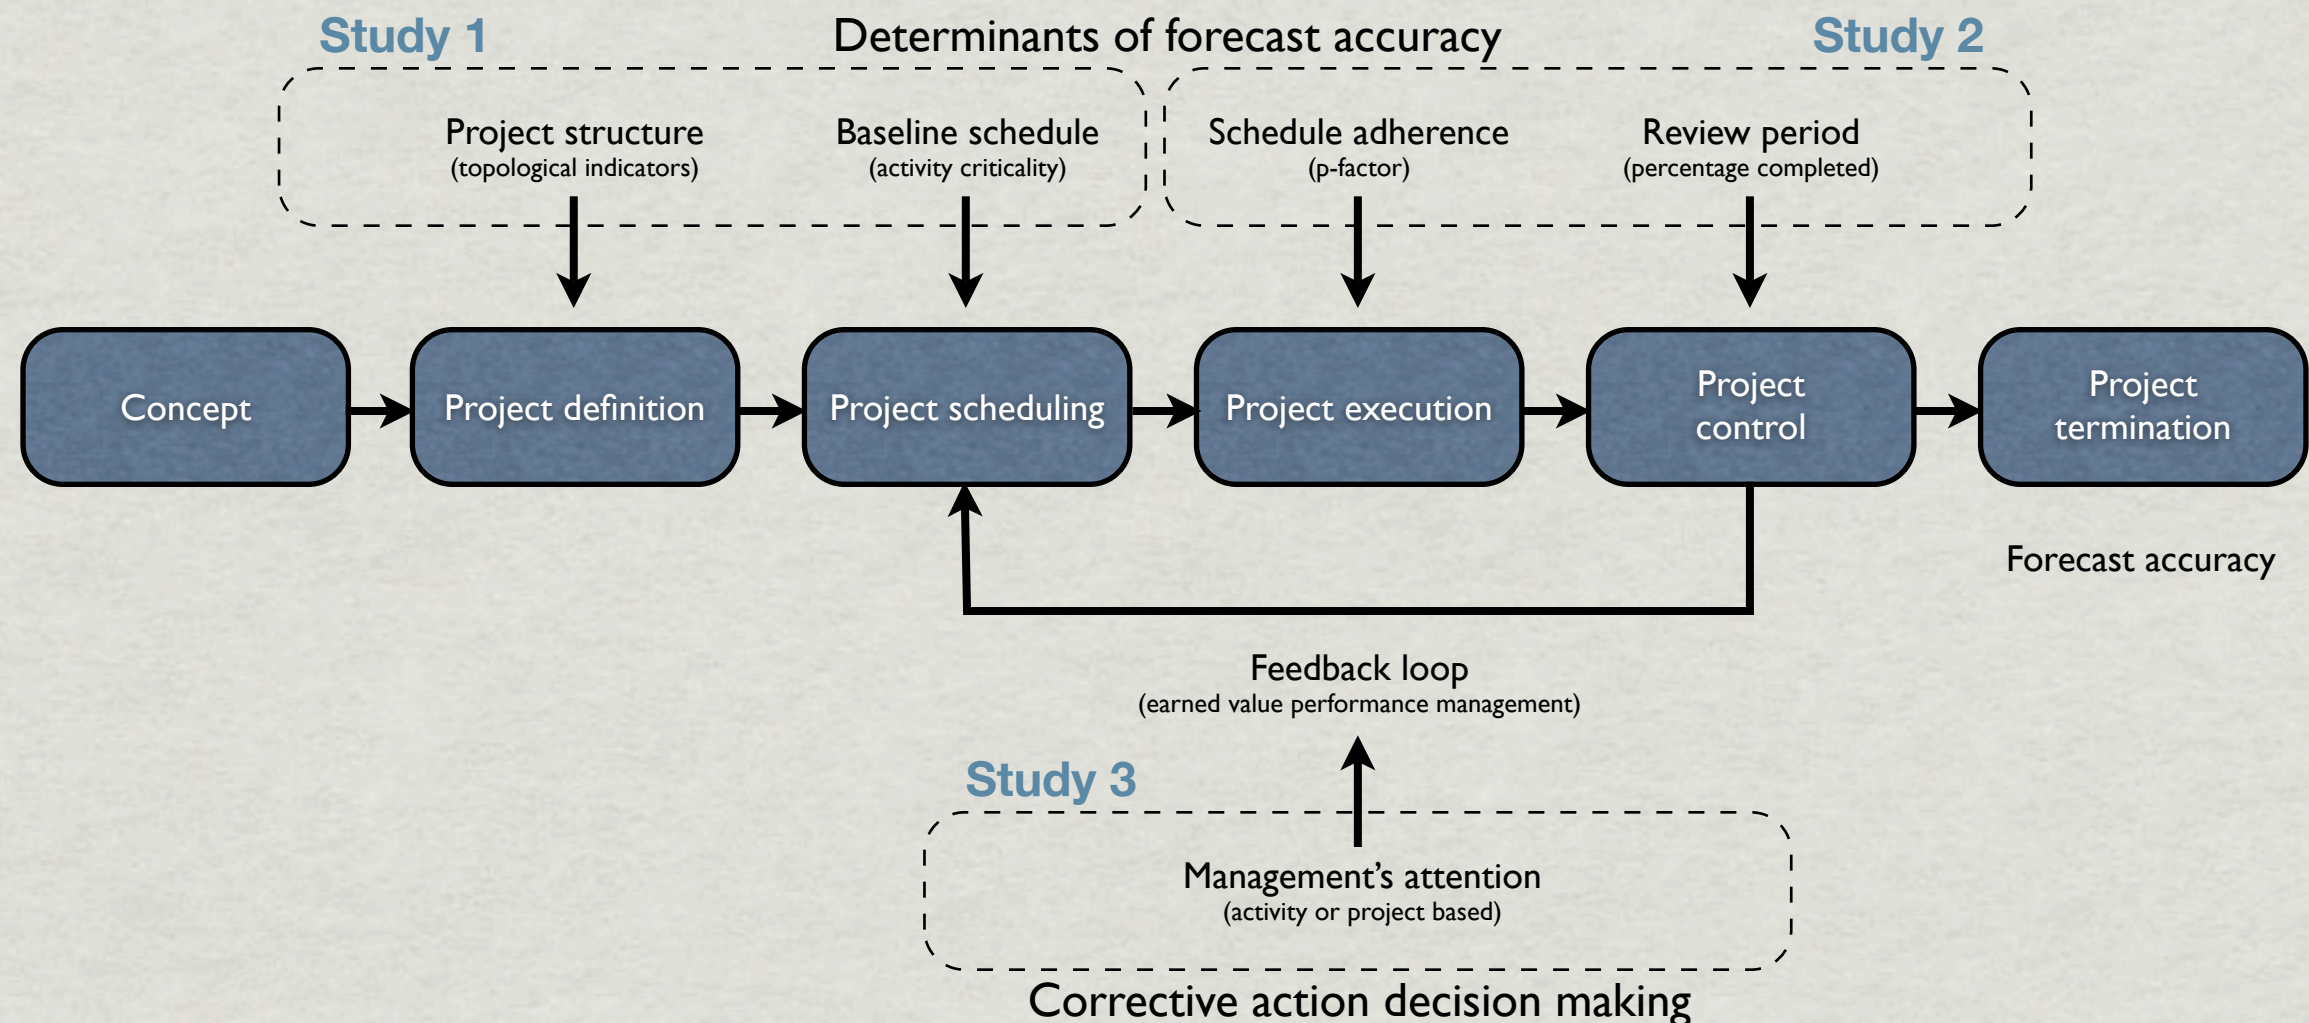 Study 1
Determinants of forecast accuracy
Study 2
Project structure
(topological indicators)
Baseline schedule
(activity criticality)
Schedule adherence
(p-factor)
Review period
(percentage completed)
Concept
Project definition
Project scheduling
Project execution
Project
control
Project
termination
Forecast accuracy
Feedback loop
(earned value performance management)
Study 3
Management’s attention
(activity or project based)
Corrective action decision making